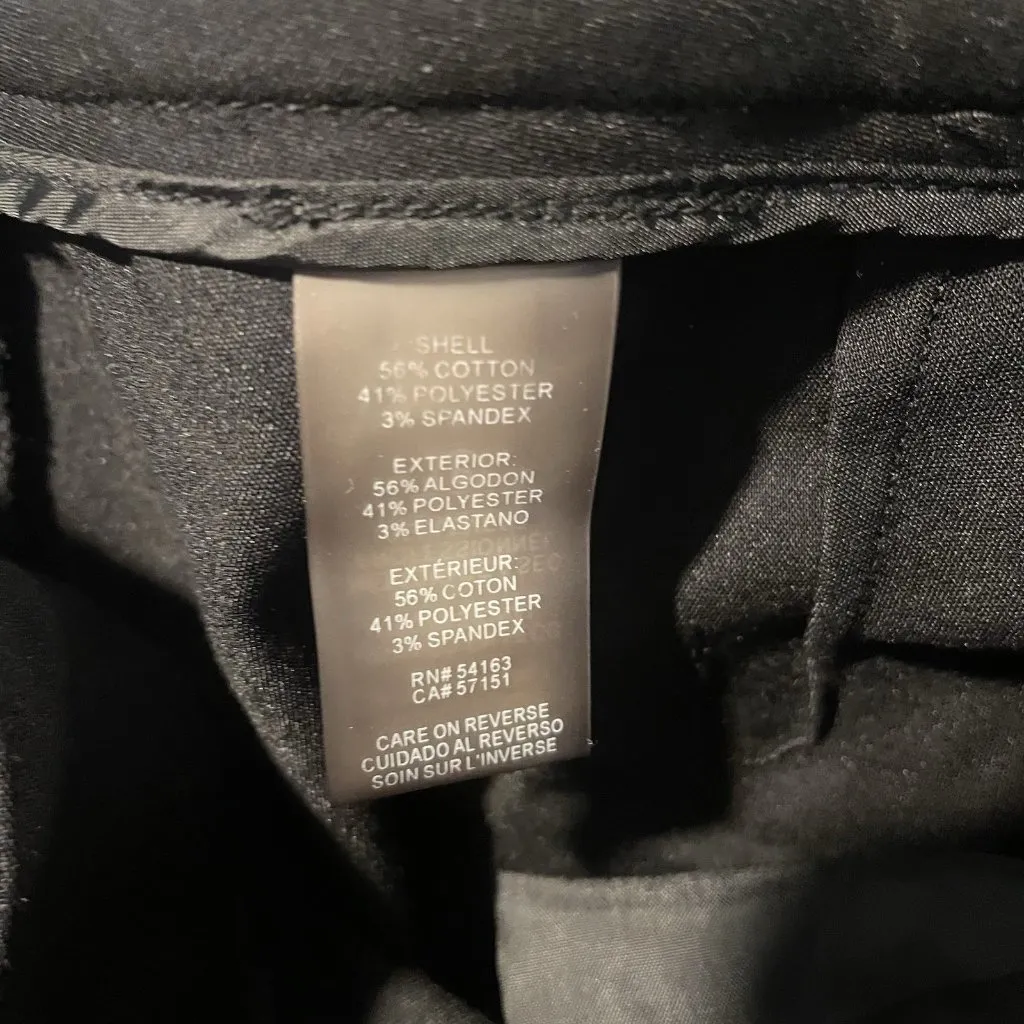 SHELL
56% COTTON
41% POLYESTER
3% SPANDEX
EXTERIOR:
56% ALGODON
41% POLYESTER
3% ELASTANO
EXTÉRIEUR:
56% COTON
41% POLYESTER
3% SPANDEX
RN# 54163
CA# 57151
CARE ON REVERSE
CUIDADO AL REVERSO
SOIN SUR L'INVERSE